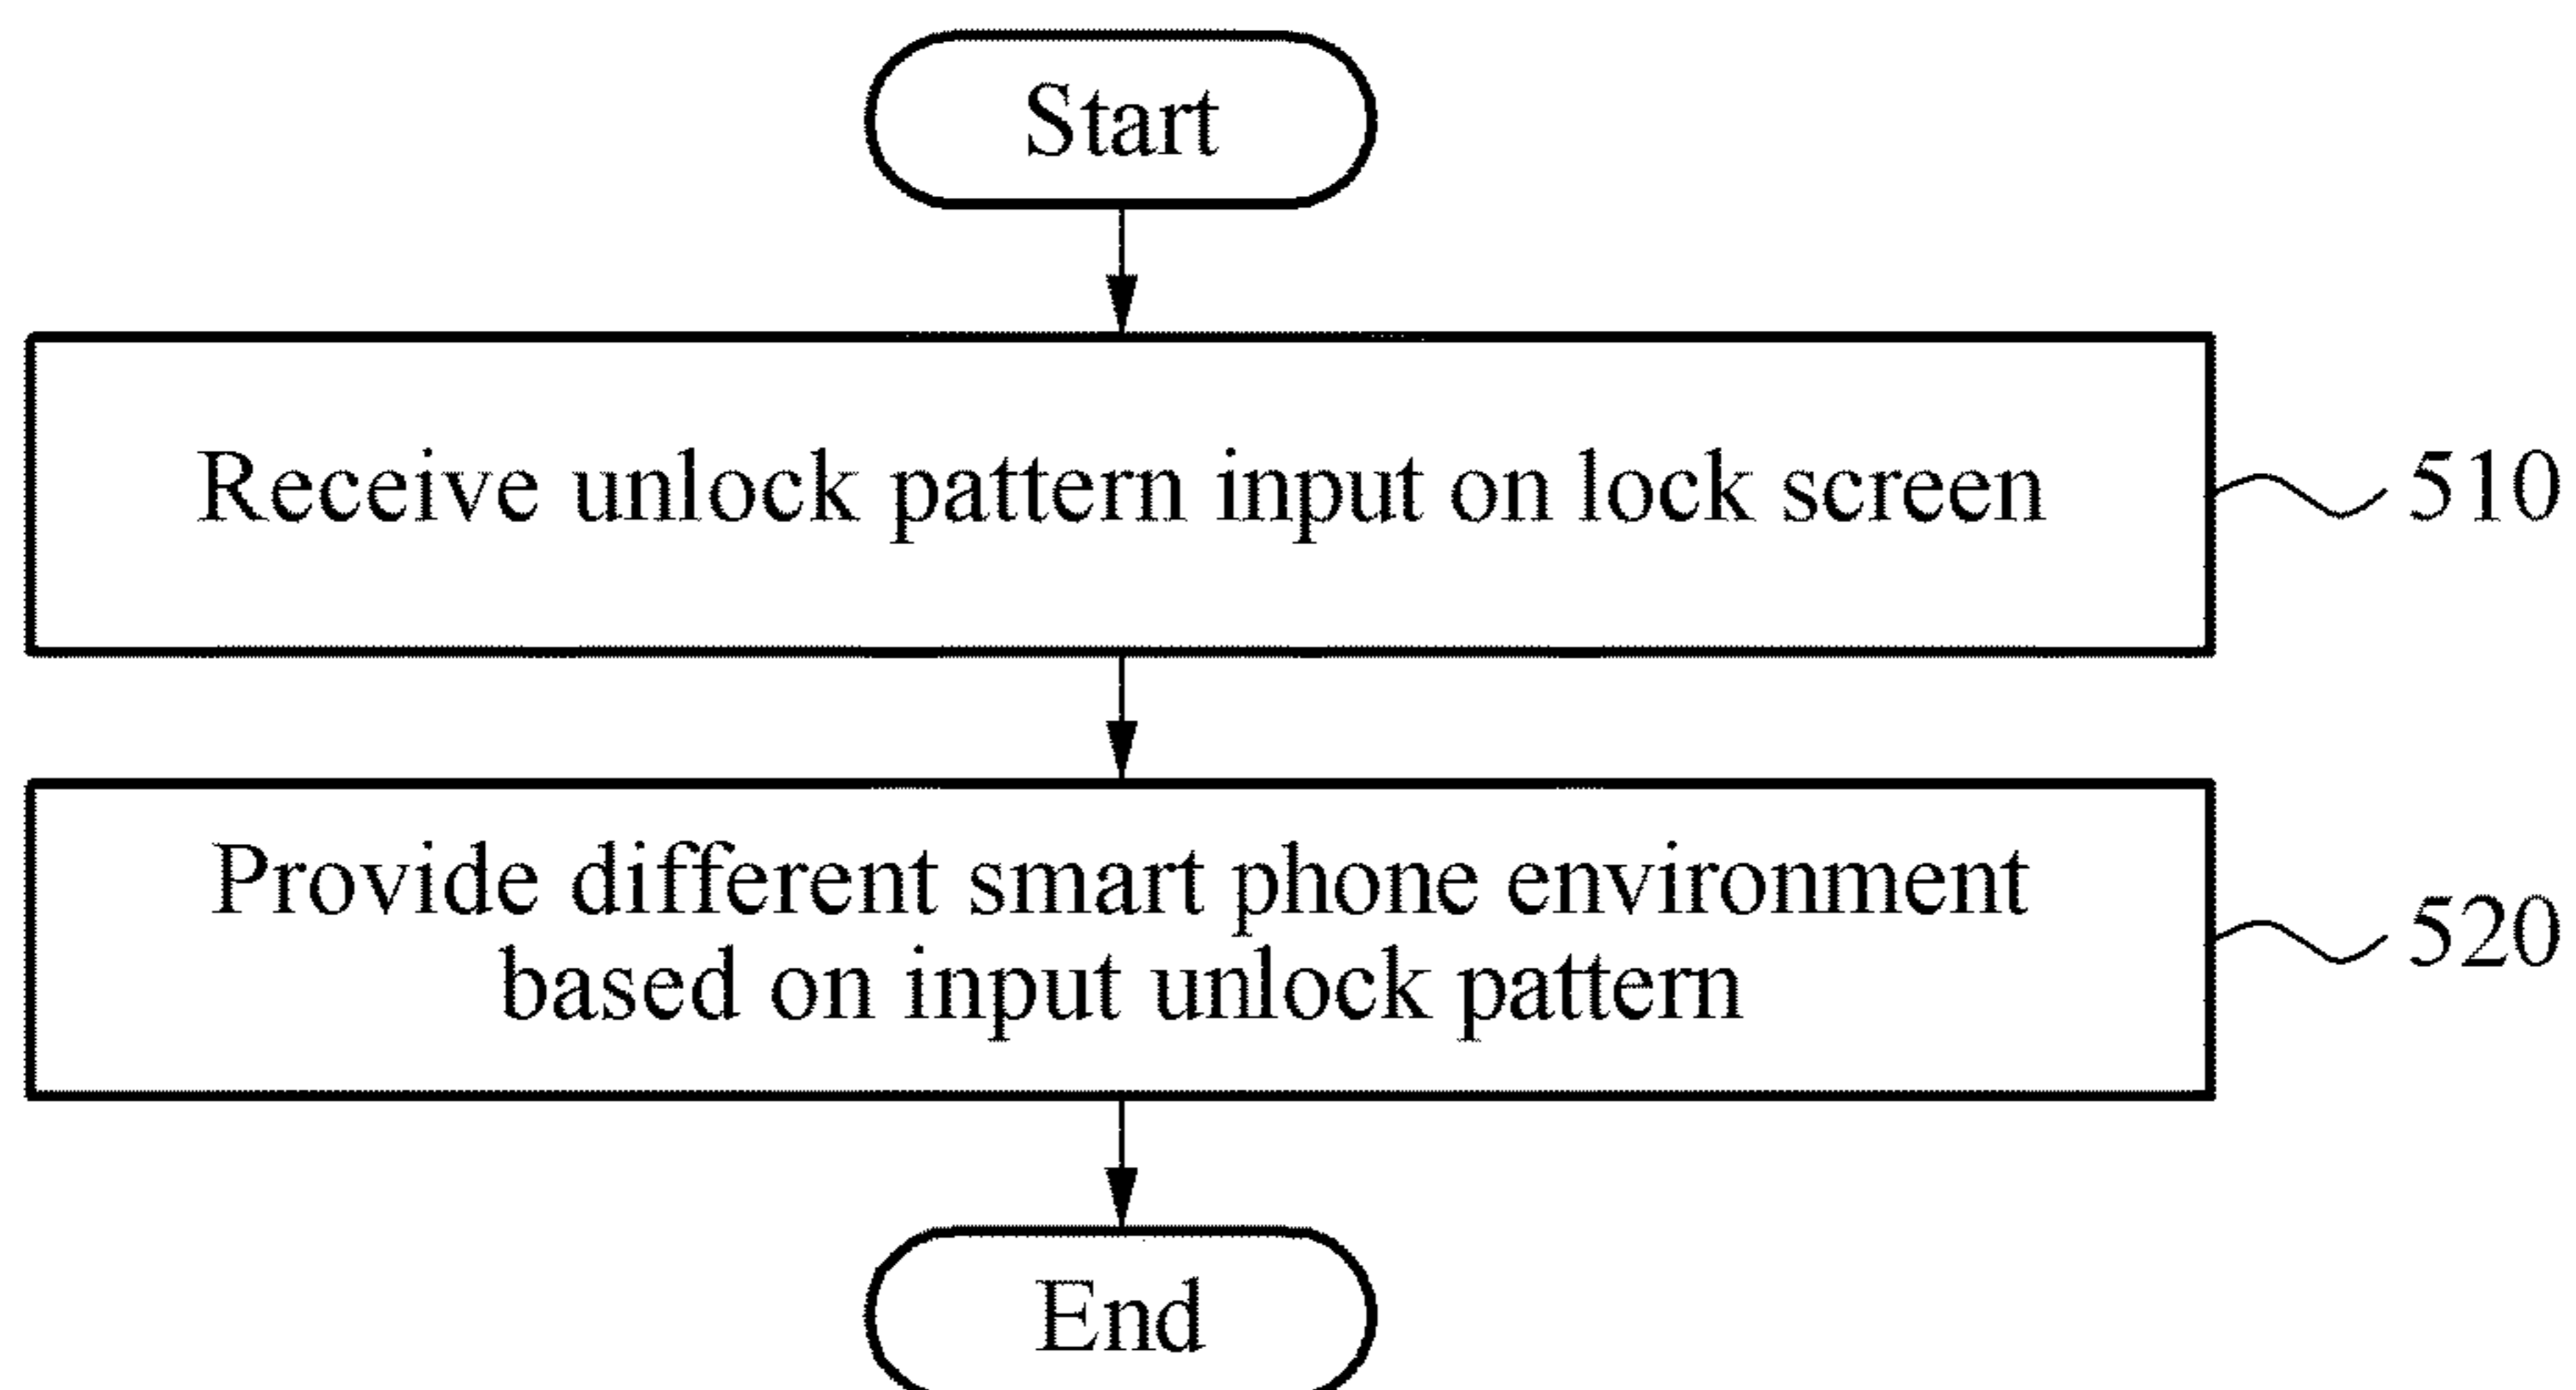 Start
Receive unlock pattern input on lock screen
510
Provide different smart phone environment
based on input unlock pattern
520
End